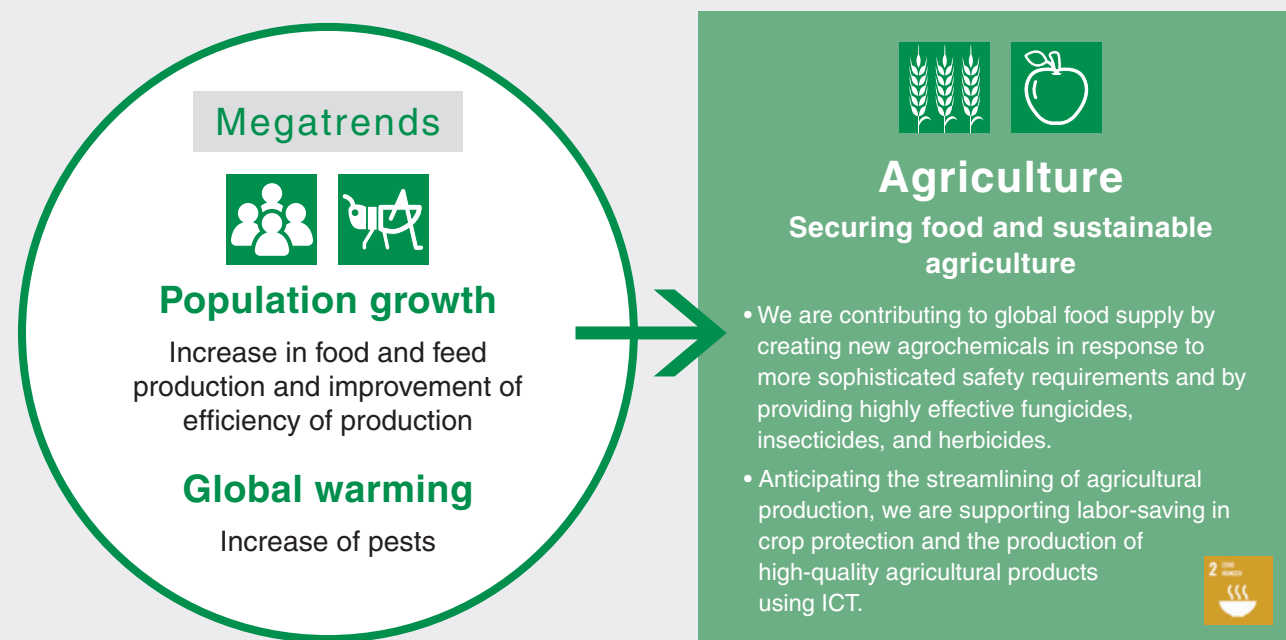 Megatrends
Population growth
Increase in food and feed
production and improvement of
efficiency of production
Global warming
Increase of pests
Agriculture
Securing food and sustainable
agriculture
• We are contributing to global food supply by
creating new agrochemicals in response to
more sophisticated safety requirements and by
providing highly effective fungicides,
insecticides, and herbicides.
• Anticipating the streamlining of agricultural
production, we are supporting labor-saving in
crop protection and the production of
high-quality agricultural products
using ICT.
2 ZERO
HUNGER